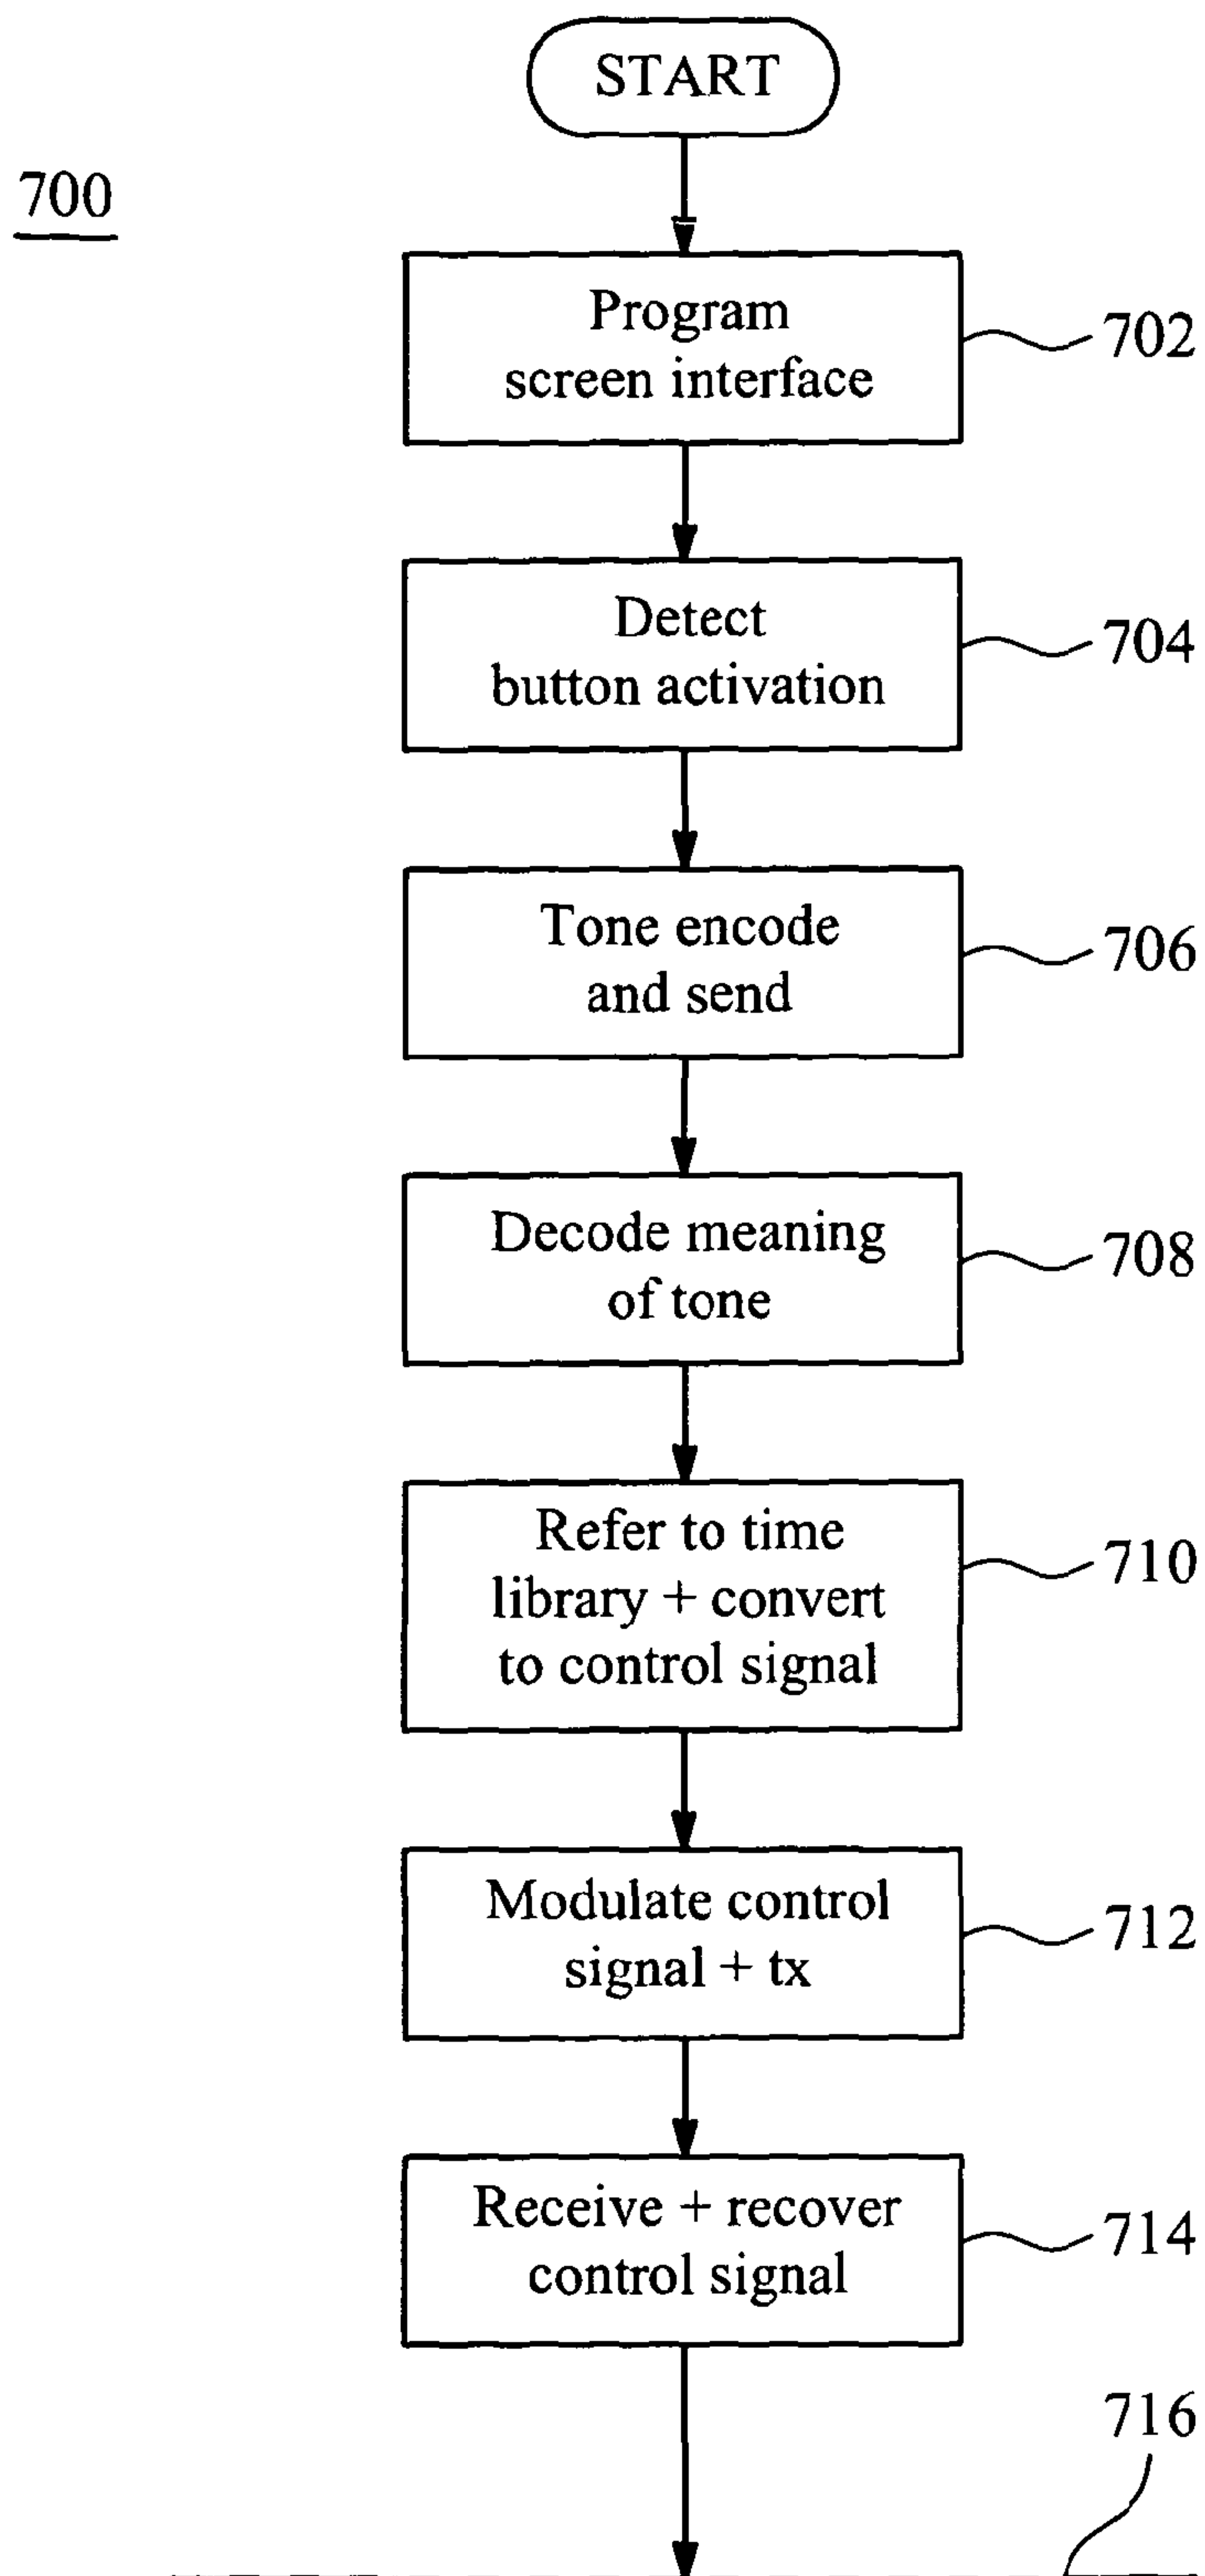 START
700
Program
screen interface
702
Detect
button activation
704
Tone encode
and send
706
Decode meaning
of tone
708
Refer to time
library + convert
to control signal
710
Modulate control
signal + tx
712
Receive + recover
control signal
714
716